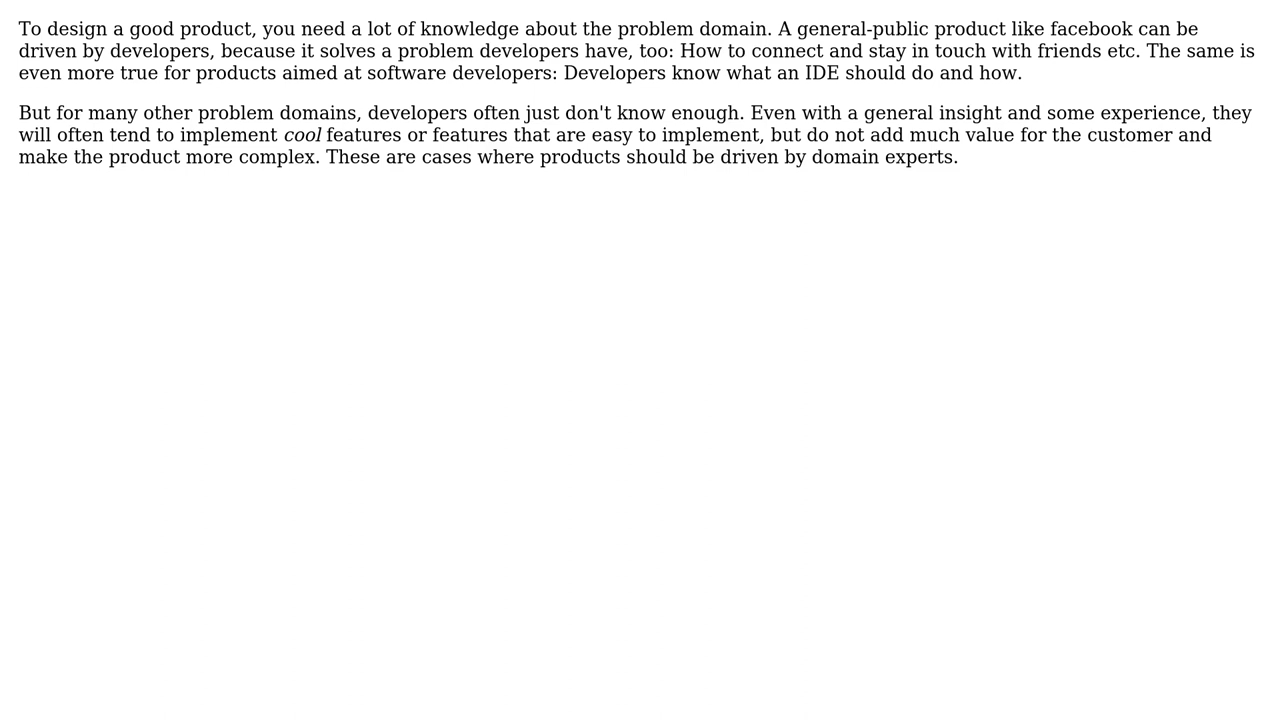 To design a good product, you need a lot of knowledge about the problem domain. A general-public product like facebook can be
driven by developers, because it solves a problem developers have, too: How to connect and stay in touch with friends etc. The same is
even more true for products aimed at software developers: Developers know what an IDE should do and how.
But for many other problem domains, developers often just don't know enough. Even with a general insight and some experience, they
will often tend to implement cool features or features that are easy to implement, but do not add much value for the customer and
make the product more complex. These are cases where products should be driven by domain experts.